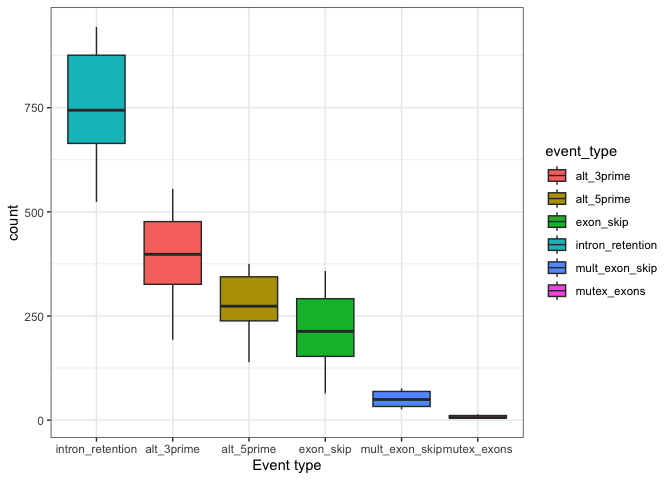 count
750
500
250
0
intron_retention
alt_3prime
alt_5prime
exon_skip
mult_exon_skip
mutex_exons
Event type
event_type
alt_3prime
alt_5prime
exon_skip
intron_retention
mult_exon_skip
mutex_exons